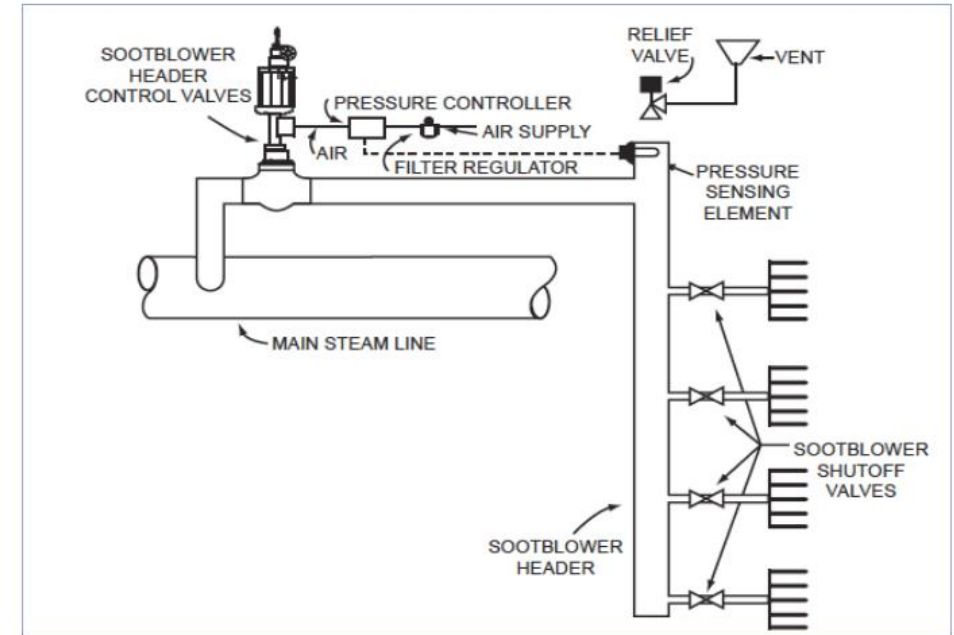 SOOTBLOWER
HEADER
CONTROL VALVES
RELIEF
VALVE
VENT
PRESSURE CONTROLLER
AIR SUPPLY
AIR
FILTER REGULATOR
PRESSURE
SENSING
ELEMENT
MAIN STEAM LINE
SOOTBLOWER
SHUTOFF
VALVES
SOOTBLOWER
HEADER